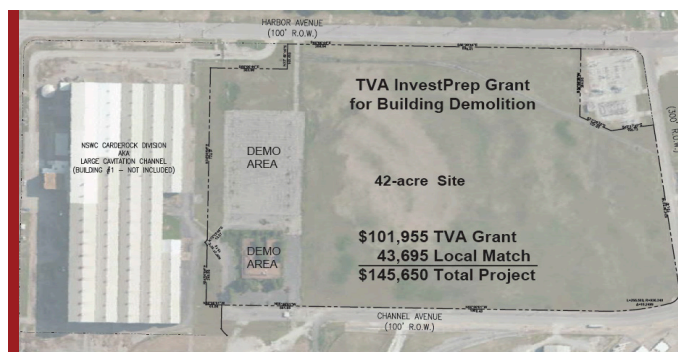 HARBOR AVENUE
(100' R.O.W.)
TVA InvestPrep Grant
for Building Demolition
NSWC CARDEROCK DIVISION
AKA
LARGE CAVITATION CHANNEL
(BUILDING #1 – NOT INCLUDED)
DEMO
AREA
42-acre Site
$101,955 TVA Grant
43,695 Local Match
$145,650 Total Project
DEMO
AREA
CHANNEL AVENUE
(100' R.O.W.)
(300' R.O.W.)